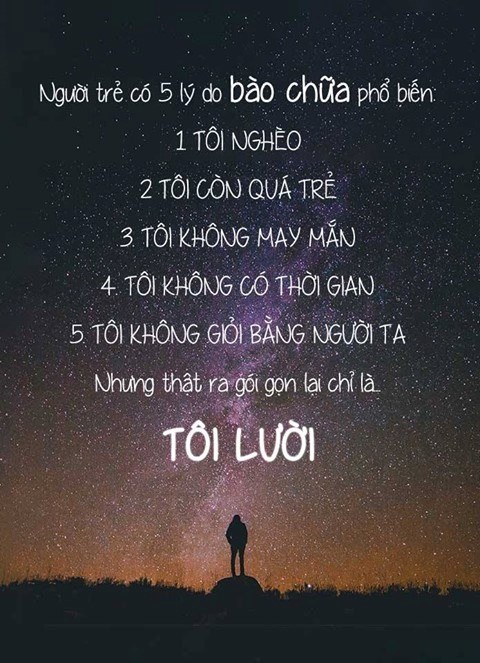 Người trẻ có 5 lý do bào chữa phổ biến:
1 TÔI NGHÈO
2 TÔI CÒN QUÁ TRẺ
3 TÔI KHÔNG MAY MẮN
4. TÔI KHÔNG CÓ THỜI GIAN
5 TÔI KHÔNG GIỎI BẰNG NGƯỜI TA
Nhưng thật ra gói gọn lại chỉ là...
TÔI LƯỜI